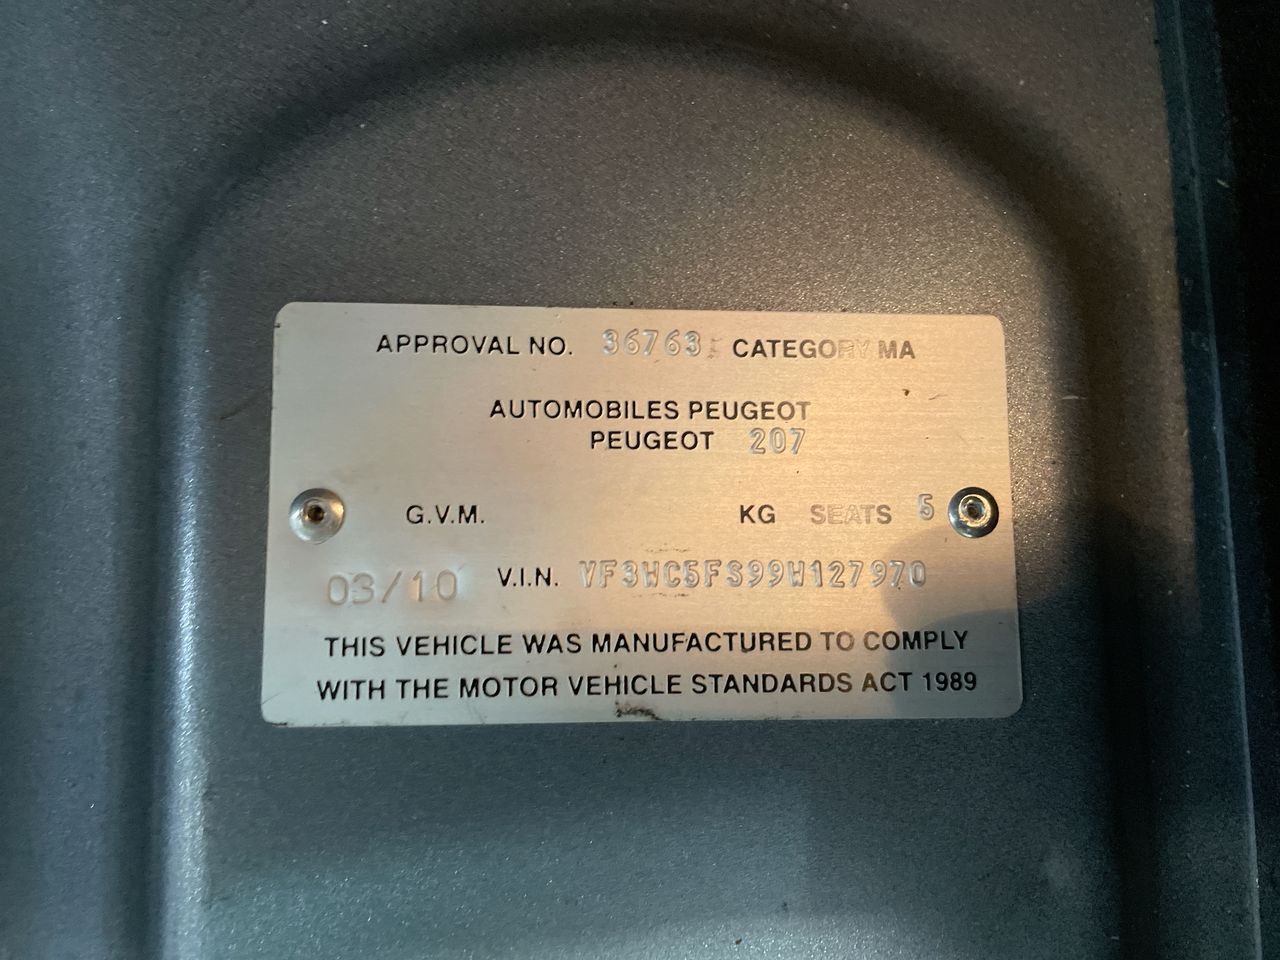 APPROVAL NO. 36763 CATEGORY MA
AUTOMOBILES PEUGEOT
PEUGEOT 207
G.V.M. KG SEATS 5
03/10 V.I.N. VF3WC5FS99W127970
THIS VEHICLE WAS MANUFACTURED TO COMPLY
WITH THE MOTOR VEHICLE STANDARDS ACT 1989